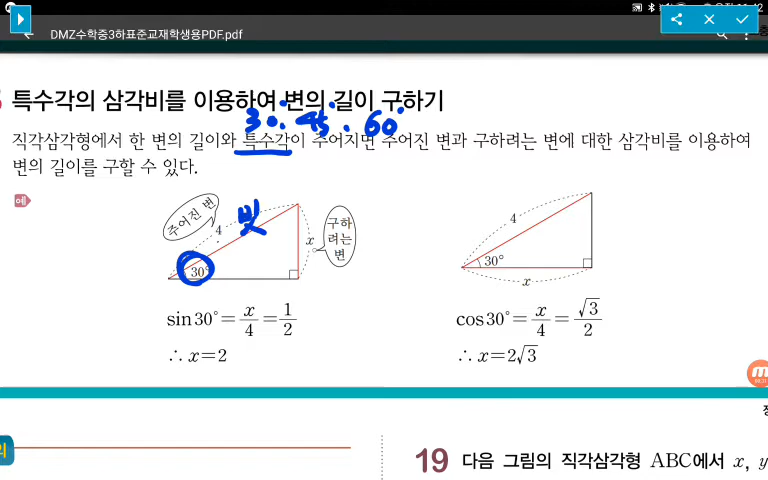 DMZ수학중3하표준교재학생용PDF.pdf
특수각의 삼각비를 이용하여 변의 길이 구하기
30. 45. 60
직각삼각형에서 한 변의 길이와 특수각이 주어지면 주어진 변과 구하려는 변에 대한 삼각비를 이용하여
변의 길이를 구할 수 있다.
예
주어진 변
4
빗
x
구하
려는
변
30°
4
30°
x
sin30°=x/4=1/2
∴ x=2
cos30°=x/4=√3/2
∴ x=2√3
19 다음 그림의 직각삼각형 ABC에서 x, y